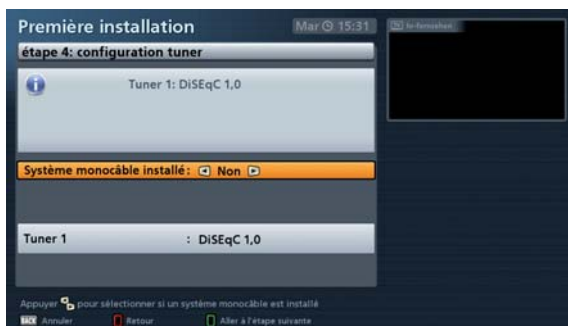 Première installation
Mar 15:31
étape 4: configuration tuner
Tuner 1: DiSEqC 1,0
Système monocâble installé: Non
Tuner 1 : DiSEqC 1,0
Appuyer pour sélectionner si un système monocâble est installé
BACK Annuler Retour Aller à l'étape suivante